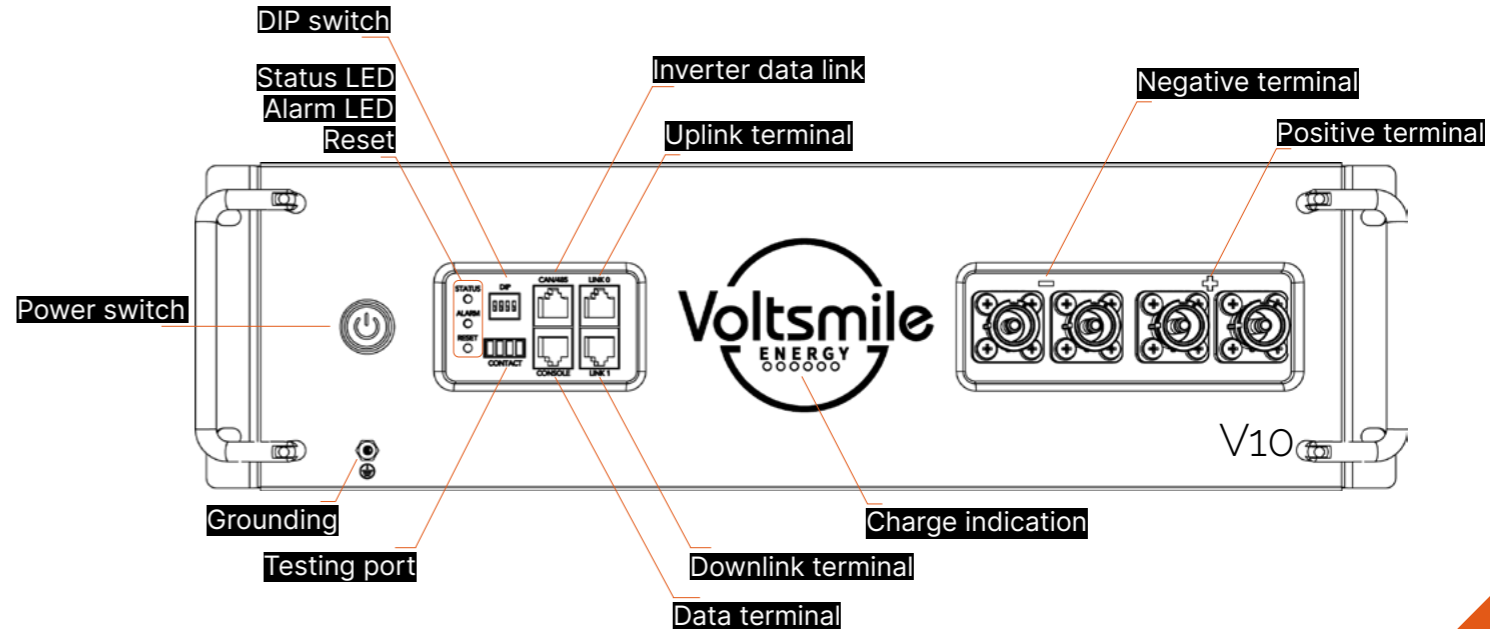 DIP switch
Status LED
Alarm LED
Reset
Inverter data link
Uplink terminal
Negative terminal
Positive terminal
Power switch
STATUS
ALARM
RESET
DIP
CONTACT
CAN/485
LINK 0
CONSOLE
LINK 1
Voltsmile
ENERGY
V10
Grounding
Testing port
Charge indication
Downlink terminal
Data terminal